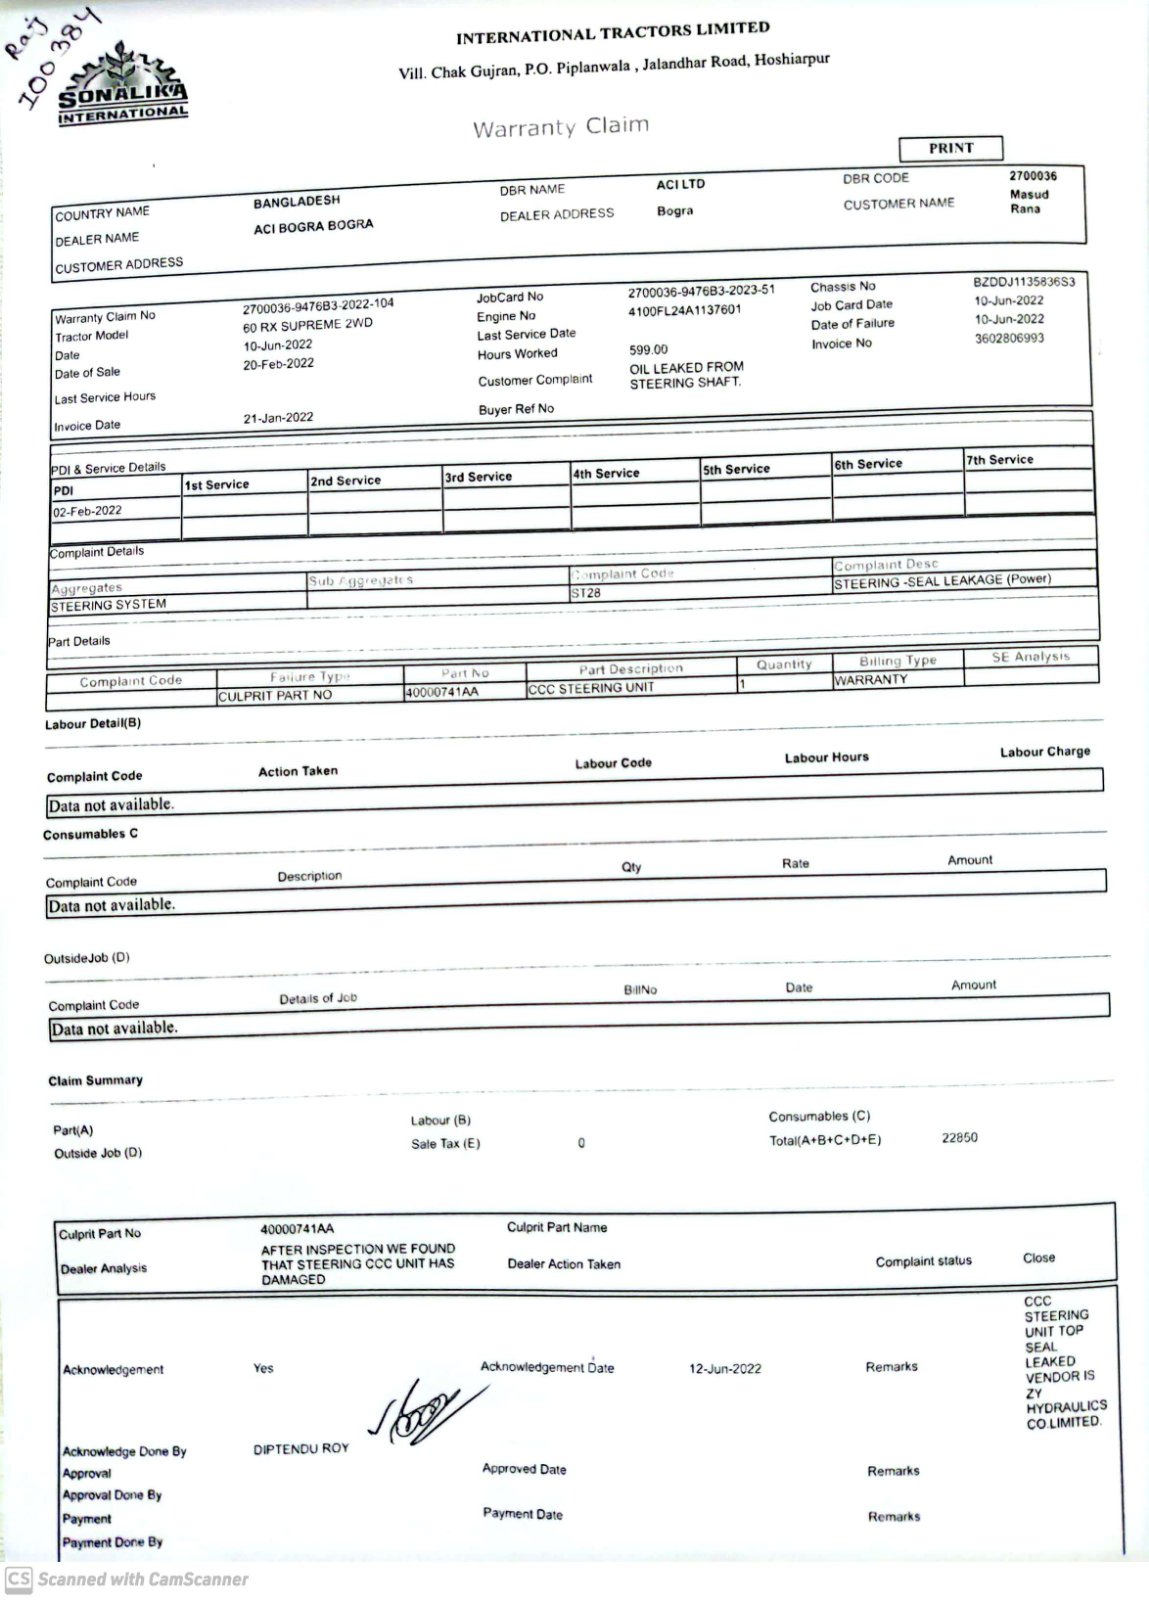 Raj
I00384
SONALIKA
INTERNATIONAL
INTERNATIONAL TRACTORS LIMITED
Vill. Chak Gujran, P.O. Piplanwala , Jalandhar Road, Hoshiarpur
Warranty Claim
PRINT
COUNTRY NAME BANGLADESH DBR NAME ACI LTD DBR CODE 2700036
DEALER NAME ACI BOGRA BOGRA DEALER ADDRESS Bogra CUSTOMER NAME Masud Rana
CUSTOMER ADDRESS
Warranty Claim No 2700036-9476B3-2022-104 JobCard No 2700036-9476B3-2023-51 Chassis No BZDDJ1135836S3
Tractor Model 60 RX SUPREME 2WD Engine No 4100FL24A1137601 Job Card Date 10-Jun-2022
Date 10-Jun-2022 Last Service Date Date of Failure 10-Jun-2022
Date of Sale 20-Feb-2022 Hours Worked 599.00 Invoice No 3602806993
Last Service Hours Customer Complaint OIL LEAKED FROM STEERING SHAFT.
Invoice Date 21-Jan-2022 Buyer Ref No
PDI & Service Details
PDI 1st Service 2nd Service 3rd Service 4th Service 5th Service 6th Service 7th Service
02-Feb-2022
Complaint Details
Aggregates Sub Aggregates Complaint Code Complaint Desc
STEERING SYSTEM ST28 STEERING -SEAL LEAKAGE (Power)
Part Details
Complaint Code Failure Type Part No Part Description Quantity Billing Type SE Analysis
CULPRIT PART NO 40000741AA CCC STEERING UNIT 1 WARRANTY
Labour Detail(B)
Complaint Code Action Taken Labour Code Labour Hours Labour Charge
Data not available.
Consumables C
Complaint Code Description Qty Rate Amount
Data not available.
OutsideJob (D)
Complaint Code Details of Job BillNo Date Amount
Data not available.
Claim Summary
Part(A) Labour (B) Consumables (C)
Outside Job (D) Sale Tax (E) 0 Total(A+B+C+D+E) 22850
Culprit Part No 40000741AA Culprit Part Name
Dealer Analysis AFTER INSPECTION WE FOUND THAT STEERING CCC UNIT HAS DAMAGED Dealer Action Taken Complaint status Close
Acknowledgement Yes Acknowledgement Date 12-Jun-2022 Remarks CCC STEERING UNIT TOP SEAL LEAKED VENDOR IS ZY HYDRAULICS CO.LIMITED.
Acknowledge Done By DIPTENDU ROY
Approval Approved Date Remarks
Approval Done By
Payment Payment Date Remarks
Payment Done By
CS Scanned with CamScanner